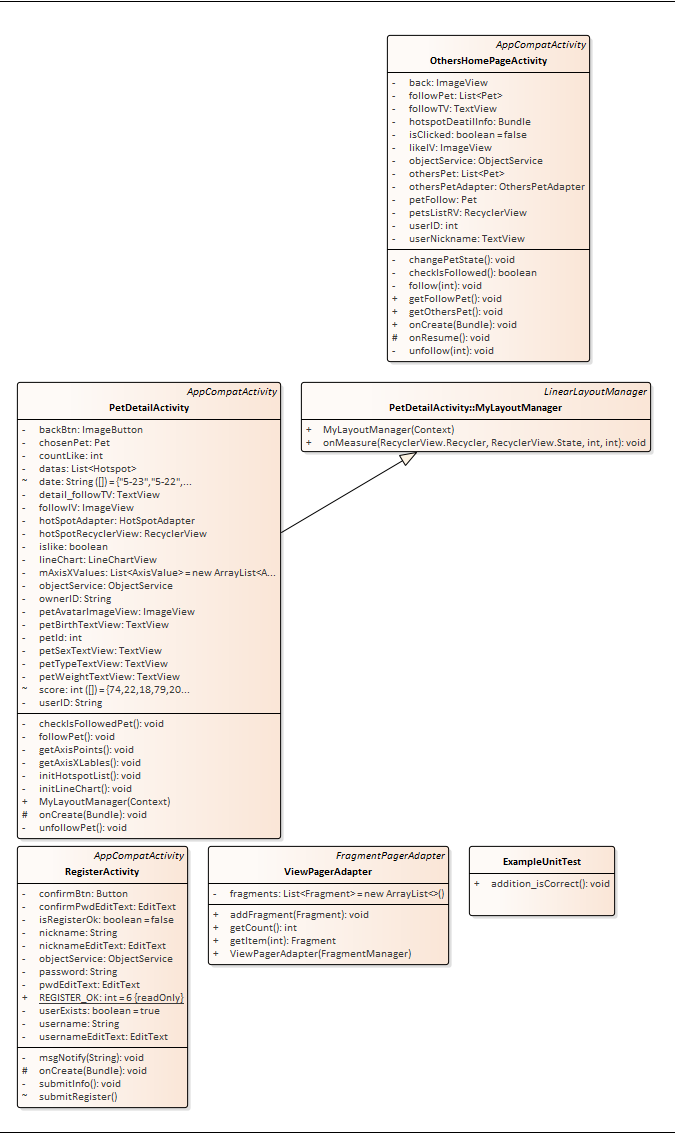 AppCompatActivity
OthersHomePageActivity
- back: ImageView
- followPet: List<Pet>
- followTV: TextView
- hotspotDeatilInfo: Bundle
- isClicked: boolean = false
- likeIV: ImageView
- objectService: ObjectService
- othersPet: List<Pet>
- othersPetAdapter: OthersPetAdapter
- petFollow: Pet
- petsListRV: RecyclerView
- userID: int
- userNickname: TextView
- changePetState(): void
- checkIsFollowed(): boolean
- follow(int): void
+ getFollowPet(): void
+ getOthersPet(): void
+ onCreate(Bundle): void
# onResume(): void
- unfollow(int): void
AppCompatActivity
PetDetailActivity
- backBtn: ImageButton
- chosenPet: Pet
- countLike: int
- datas: List<Hotspot>
~ date: String ([]) = {"5-23","5-22",...
- detail_followTV: TextView
- followIV: ImageView
- hotSpotAdapter: HotSpotAdapter
- hotSpotRecyclerView: RecyclerView
- islike: boolean
- lineChart: LineChartView
- mAxisXValues: List<AxisValue> = new ArrayList<A...
- objectService: ObjectService
- ownerID: String
- petAvatarImageView: ImageView
- petBirthTextView: TextView
- petId: int
- petSexTextView: TextView
- petTypeTextView: TextView
- petWeightTextView: TextView
~ score: int ([]) = {74,22,18,79,20...
- userID: String
- checkIsFollowedPet(): void
- followPet(): void
- getAxisPoints(): void
- getAxisXLables(): void
- initHotspotList(): void
- initLineChart(): void
+ MyLayoutManager(Context)
# onCreate(Bundle): void
- unfollowPet(): void
LinearLayoutManager
PetDetailActivity::MyLayoutManager
+ MyLayoutManager(Context)
+ onMeasure(RecyclerView.Recycler, RecyclerView.State, int, int): void
AppCompatActivity
RegisterActivity
- confirmBtn: Button
- confirmPwdEditText: EditText
- isRegisterOk: boolean = false
- nickname: String
- nicknameEditText: EditText
- objectService: ObjectService
- password: String
- pwdEditText: EditText
+ REGISTER_OK: int = 6 {readOnly}
- userExists: boolean = true
- username: String
- usernameEditText: EditText
- msgNotify(String): void
# onCreate(Bundle): void
- submitInfo(): void
~ submitRegister()
FragmentPagerAdapter
ViewPagerAdapter
- fragments: List<Fragment> = new ArrayList<>()
+ addFragment(Fragment): void
+ getCount(): int
+ getItem(int): Fragment
+ ViewPagerAdapter(FragmentManager)
ExampleUnitTest
+ addition_isCorrect(): void